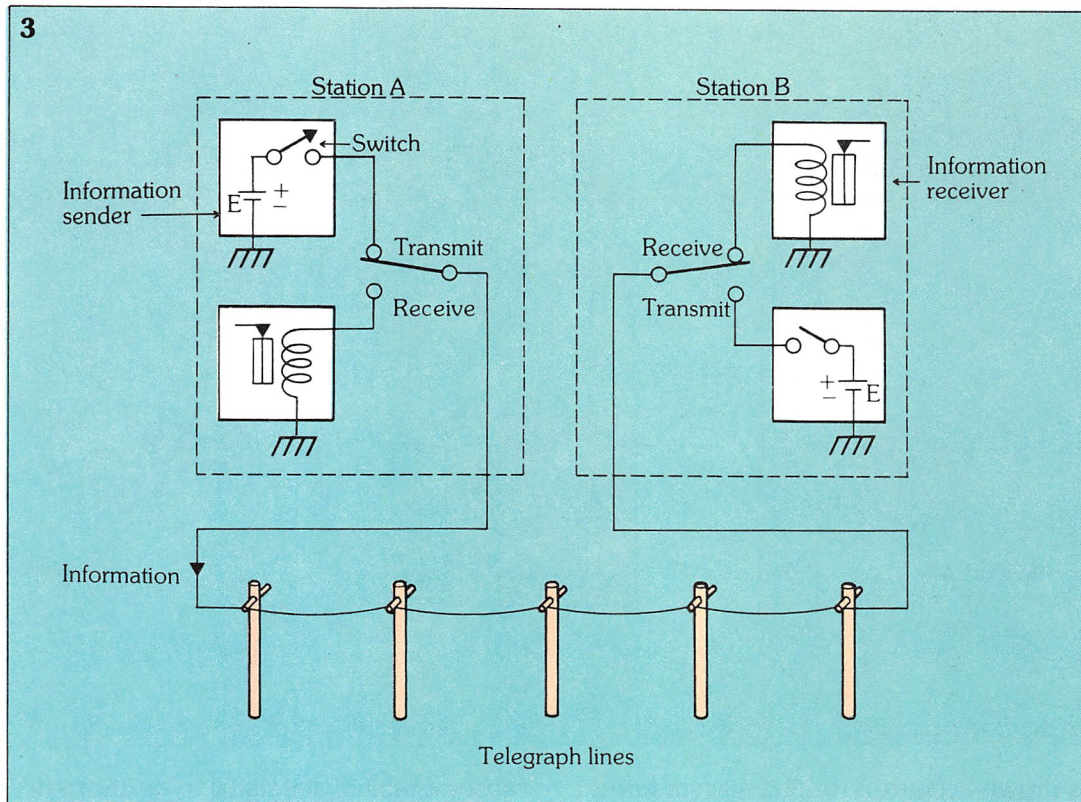 3
Station A
Station B
Switch
Information
sender
E
+
−
Transmit
Receive
Information
receiver
Receive
Transmit
+
−
E
Information
Telegraph lines